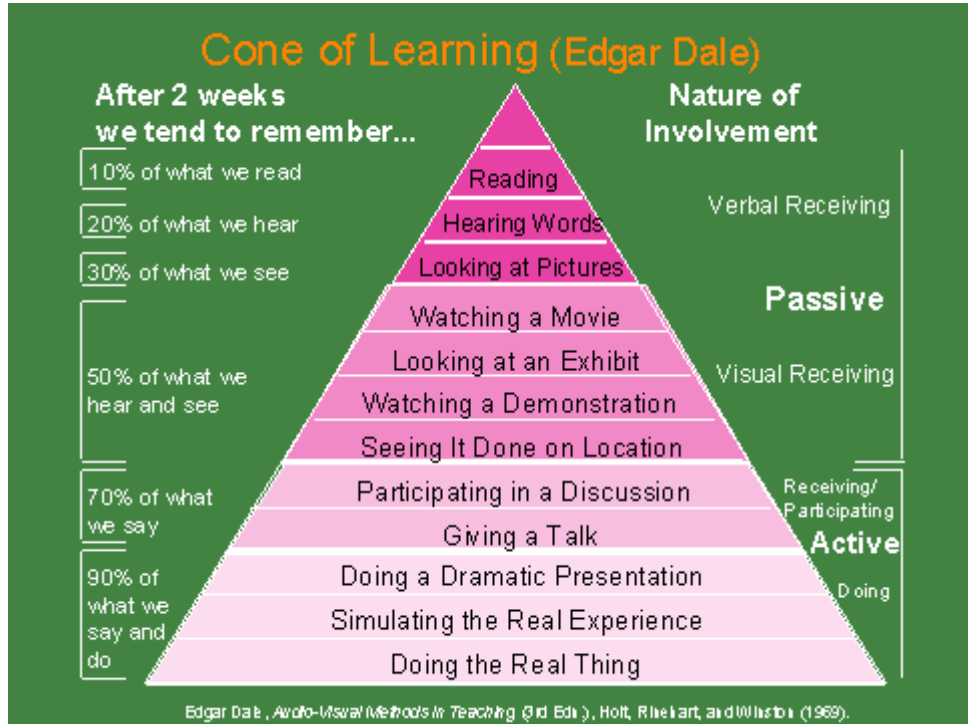 Cone of Learning (Edgar Dale)
After 2 weeks
we tend to remember...
Nature of
Involvement
10% of what we read
Reading
Verbal Receiving
20% of what we hear
Hearing Words
30% of what we see
Looking at Pictures
Passive
Watching a Movie
50% of what we
hear and see
Looking at an Exhibit
Visual Receiving
Watching a Demonstration
Seeing It Done on Location
70% of what
we say
Participating in a Discussion
Receiving/
Participating
Giving a Talk
Active
90% of
what we
say and
do
Doing a Dramatic Presentation
Doing
Simulating the Real Experience
Doing the Real Thing
Edgar Dale, Audio-Visual Methods in Teaching (3rd Edn.), Holt, Rinehart, and Winston (1969).